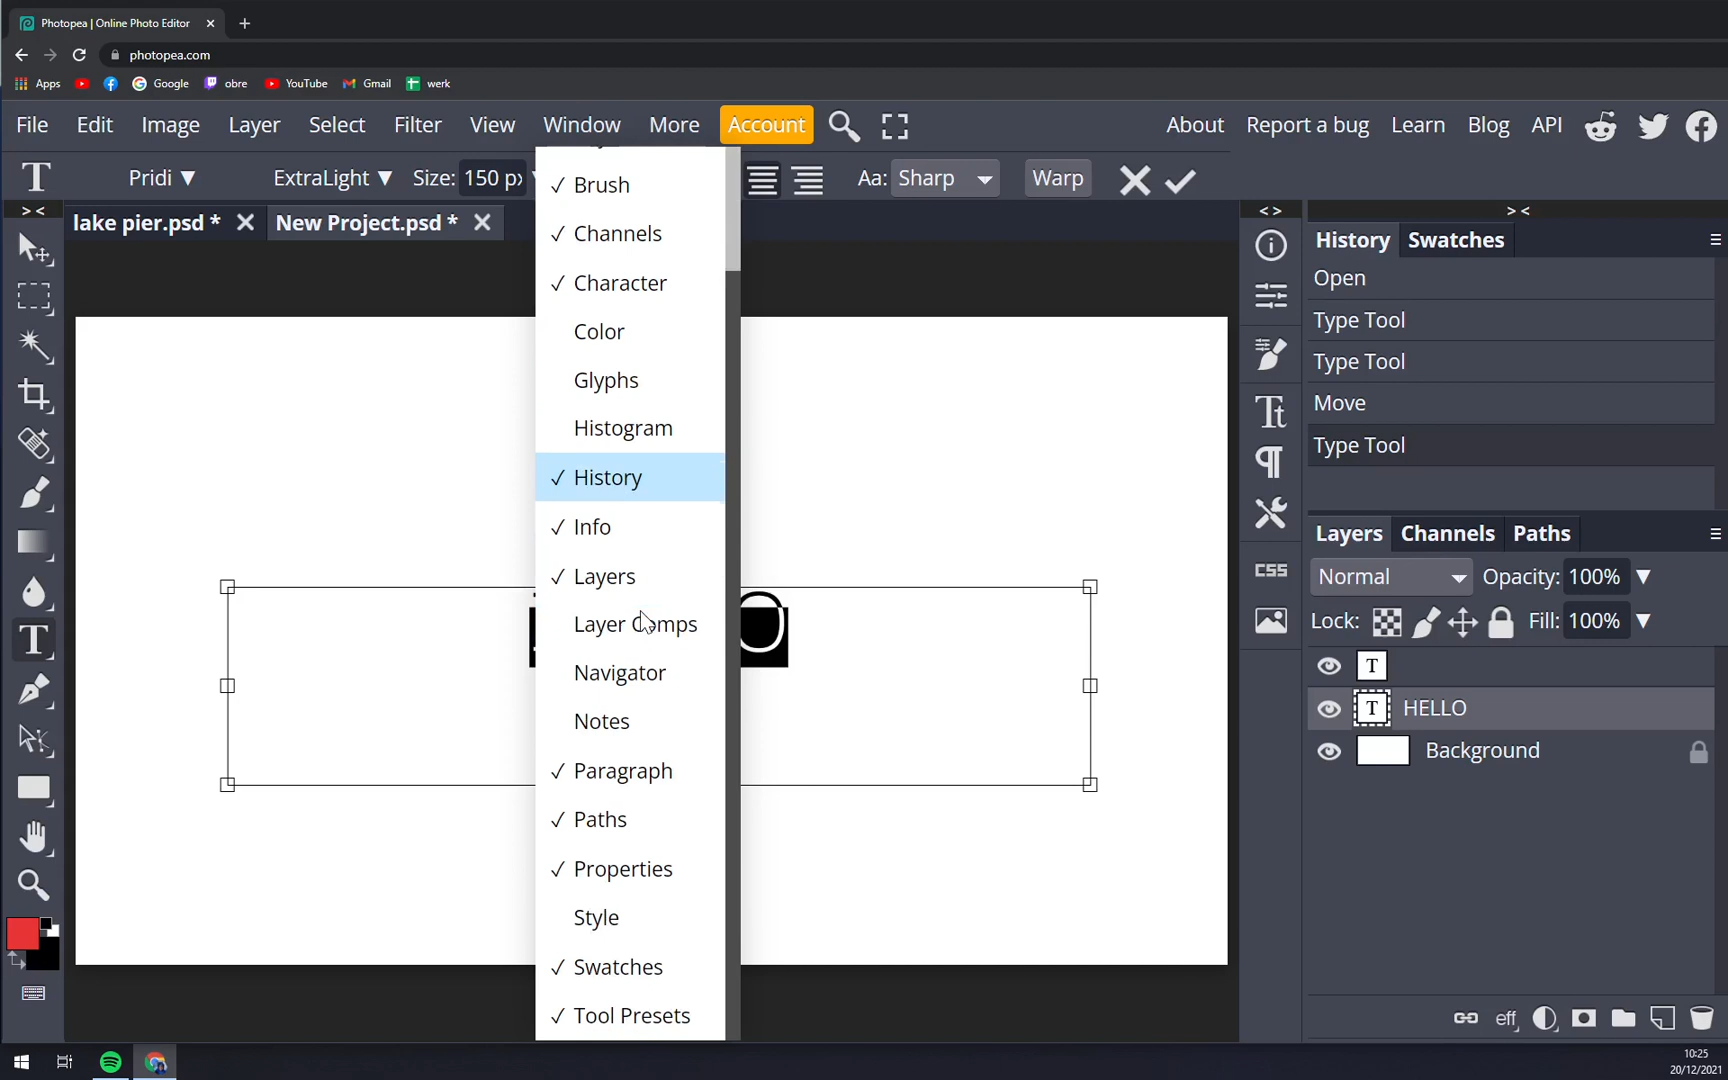 Photopea | Online Photo Editor
photopea.com
Apps Google obre YouTube Gmail werk
File Edit Image Layer Select Filter View Window More Account About Report a bug Learn Blog API
T Pridi ▼ ExtraLight ▼ Size: 150 px Aa: Sharp Warp
lake pier.psd * New Project.psd *
Brush
Channels
Character
Color
Glyphs
Histogram
History
Info
Layers
Layer Comps
Navigator
Notes
Paragraph
Paths
Properties
Style
Swatches
Tool Presets
O
T
> <
< >
> <
Tt
¶
CSS
History Swatches
Open
Type Tool
Type Tool
Move
Type Tool
Layers Channels Paths
Normal Opacity: 100% ▼
Lock: Fill: 100% ▼
T
T HELLO
Background
eff
10:25
20/12/2021